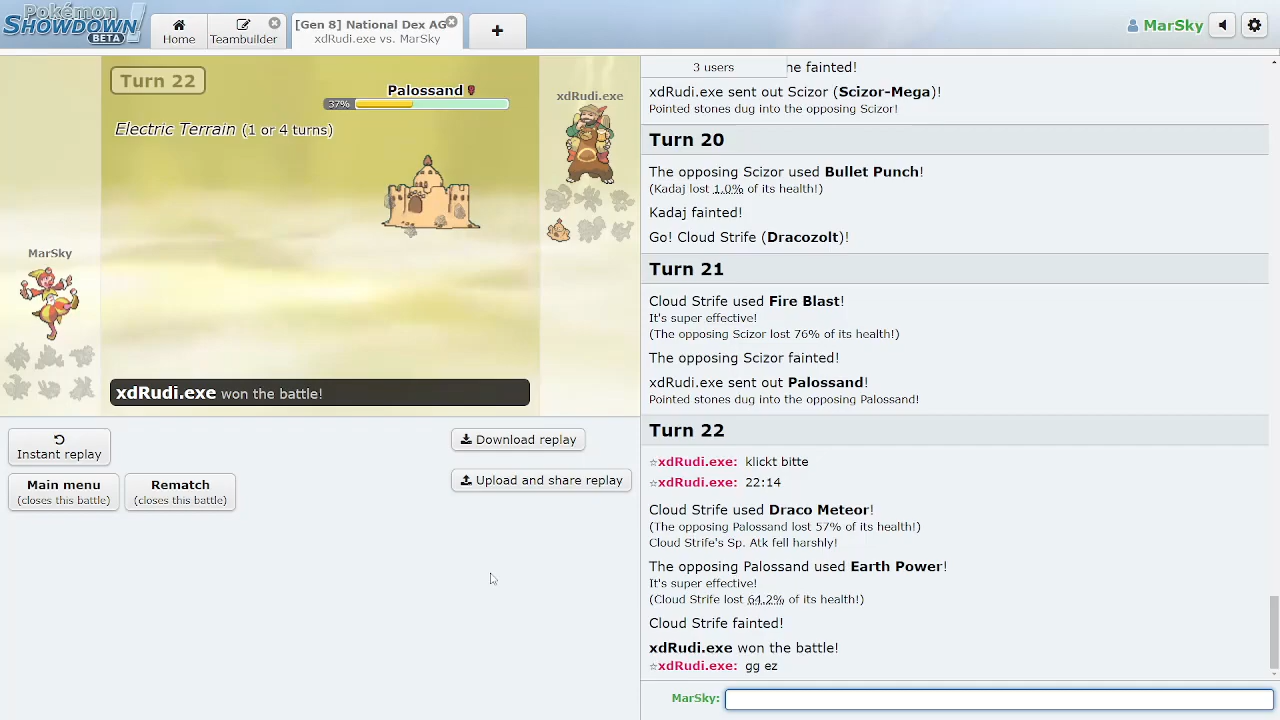 Pokémon
SHOWDOWN!
BETA
Home
Teambuilder
[Gen 8] National Dex AG
xdRudi.exe vs. MarSky
+
MarSky
Turn 22
Palossand
37%
Electric Terrain (1 or 4 turns)
xdRudi.exe
MarSky
xdRudi.exe won the battle!
Instant replay
Download replay
Upload and share replay
Main menu
(closes this battle)
Rematch
(closes this battle)
3 users
ne fainted!
xdRudi.exe sent out Scizor (Scizor-Mega)!
Pointed stones dug into the opposing Scizor!
Turn 20
The opposing Scizor used Bullet Punch!
(Kadaj lost 1.0% of its health!)
Kadaj fainted!
Go! Cloud Strife (Dracozolt)!
Turn 21
Cloud Strife used Fire Blast!
It's super effective!
(The opposing Scizor lost 76% of its health!)
The opposing Scizor fainted!
xdRudi.exe sent out Palossand!
Pointed stones dug into the opposing Palossand!
Turn 22
☆xdRudi.exe: klickt bitte
☆xdRudi.exe: 22:14
Cloud Strife used Draco Meteor!
(The opposing Palossand lost 57% of its health!)
Cloud Strife's Sp. Atk fell harshly!
The opposing Palossand used Earth Power!
It's super effective!
(Cloud Strife lost 64.2% of its health!)
Cloud Strife fainted!
xdRudi.exe won the battle!
☆xdRudi.exe: gg ez
MarSky: